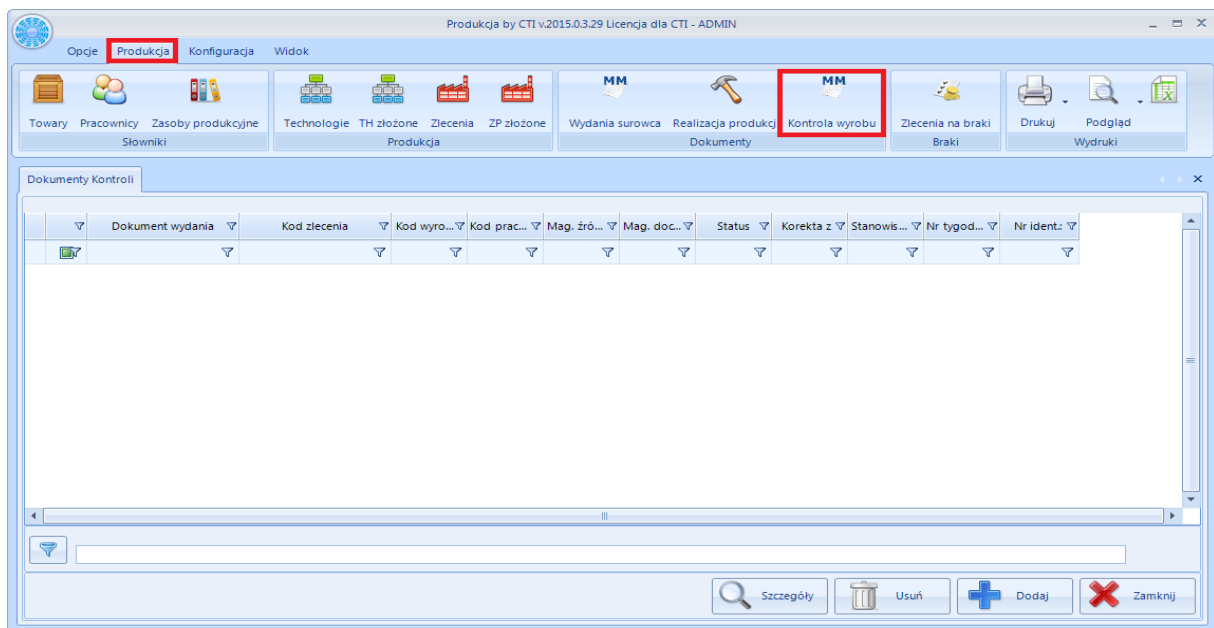 Produkcja by CTI v.2015.0.3.29 Licencja dla CTI - ADMIN
Opcje Produkcja Konfiguracja Widok
MM MM
Towary Pracownicy Zasoby produkcyjne Technologie TH złożone Zlecenia ZP złożone Wydania surowca Realizacja produkcj Kontrola wyrobu Zlecenia na braki Drukuj Podgląd
Słowniki Produkcja Dokumenty Braki Wydruki
Dokumenty Kontroli
Dokument wydania Kod zlecenia Kod wyro... Kod prac... Mag. źró... Mag. doc... Status Korekta z Stanowis... Nr tygod... Nr ident.:
Szczegóły Usuń Dodaj Zamknij